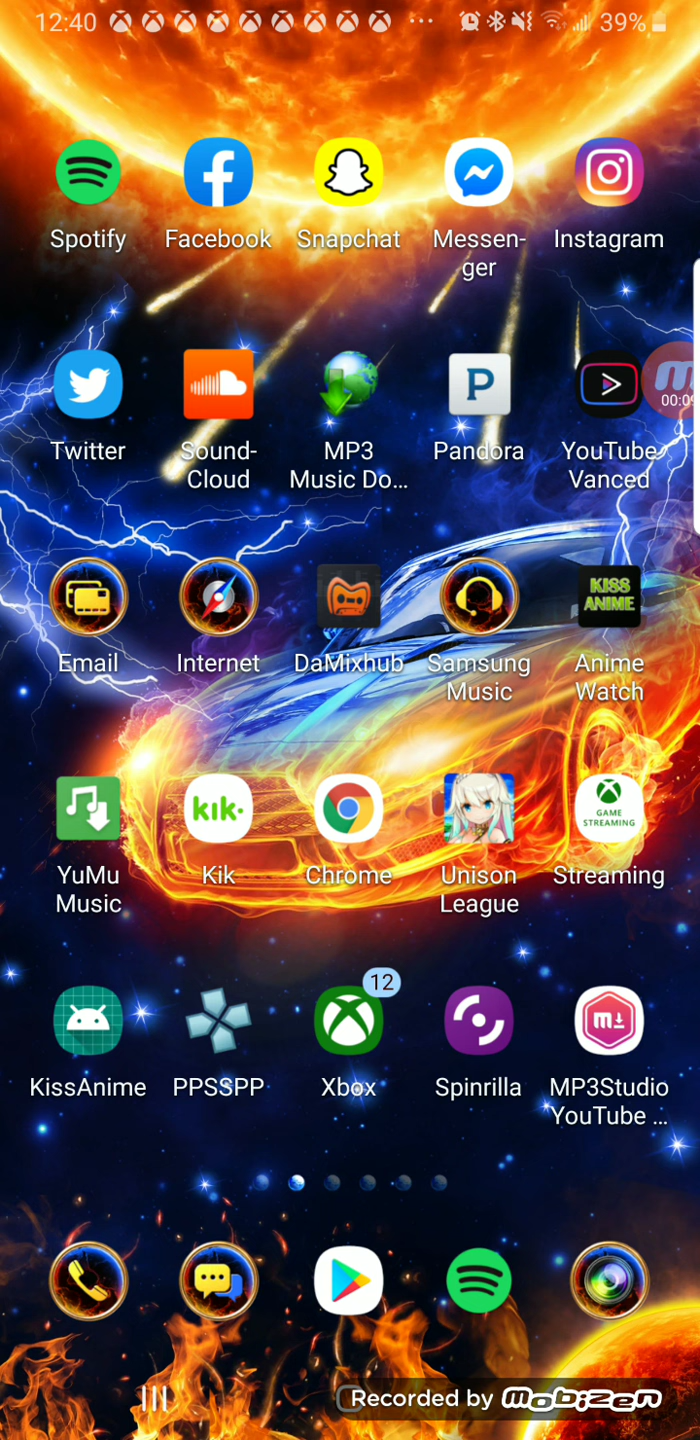 12:40
39%
Spotify
Facebook
Snapchat
Messen-
ger
Instagram
00:09
Twitter
Sound-
Cloud
MP3
Music Do...
P
Pandora
YouTube
Vanced
KISS
ANIME
Email
Internet
DaMixhub
Samsung
Music
Anime
Watch
kik·
GAME
STREAMING
YuMu
Music
Kik
Chrome
Unison
League
Streaming
12
KissAnime
PPSSPP
Xbox
Spinrilla
MP3Studio
YouTube ...
Recorded by Mobizen